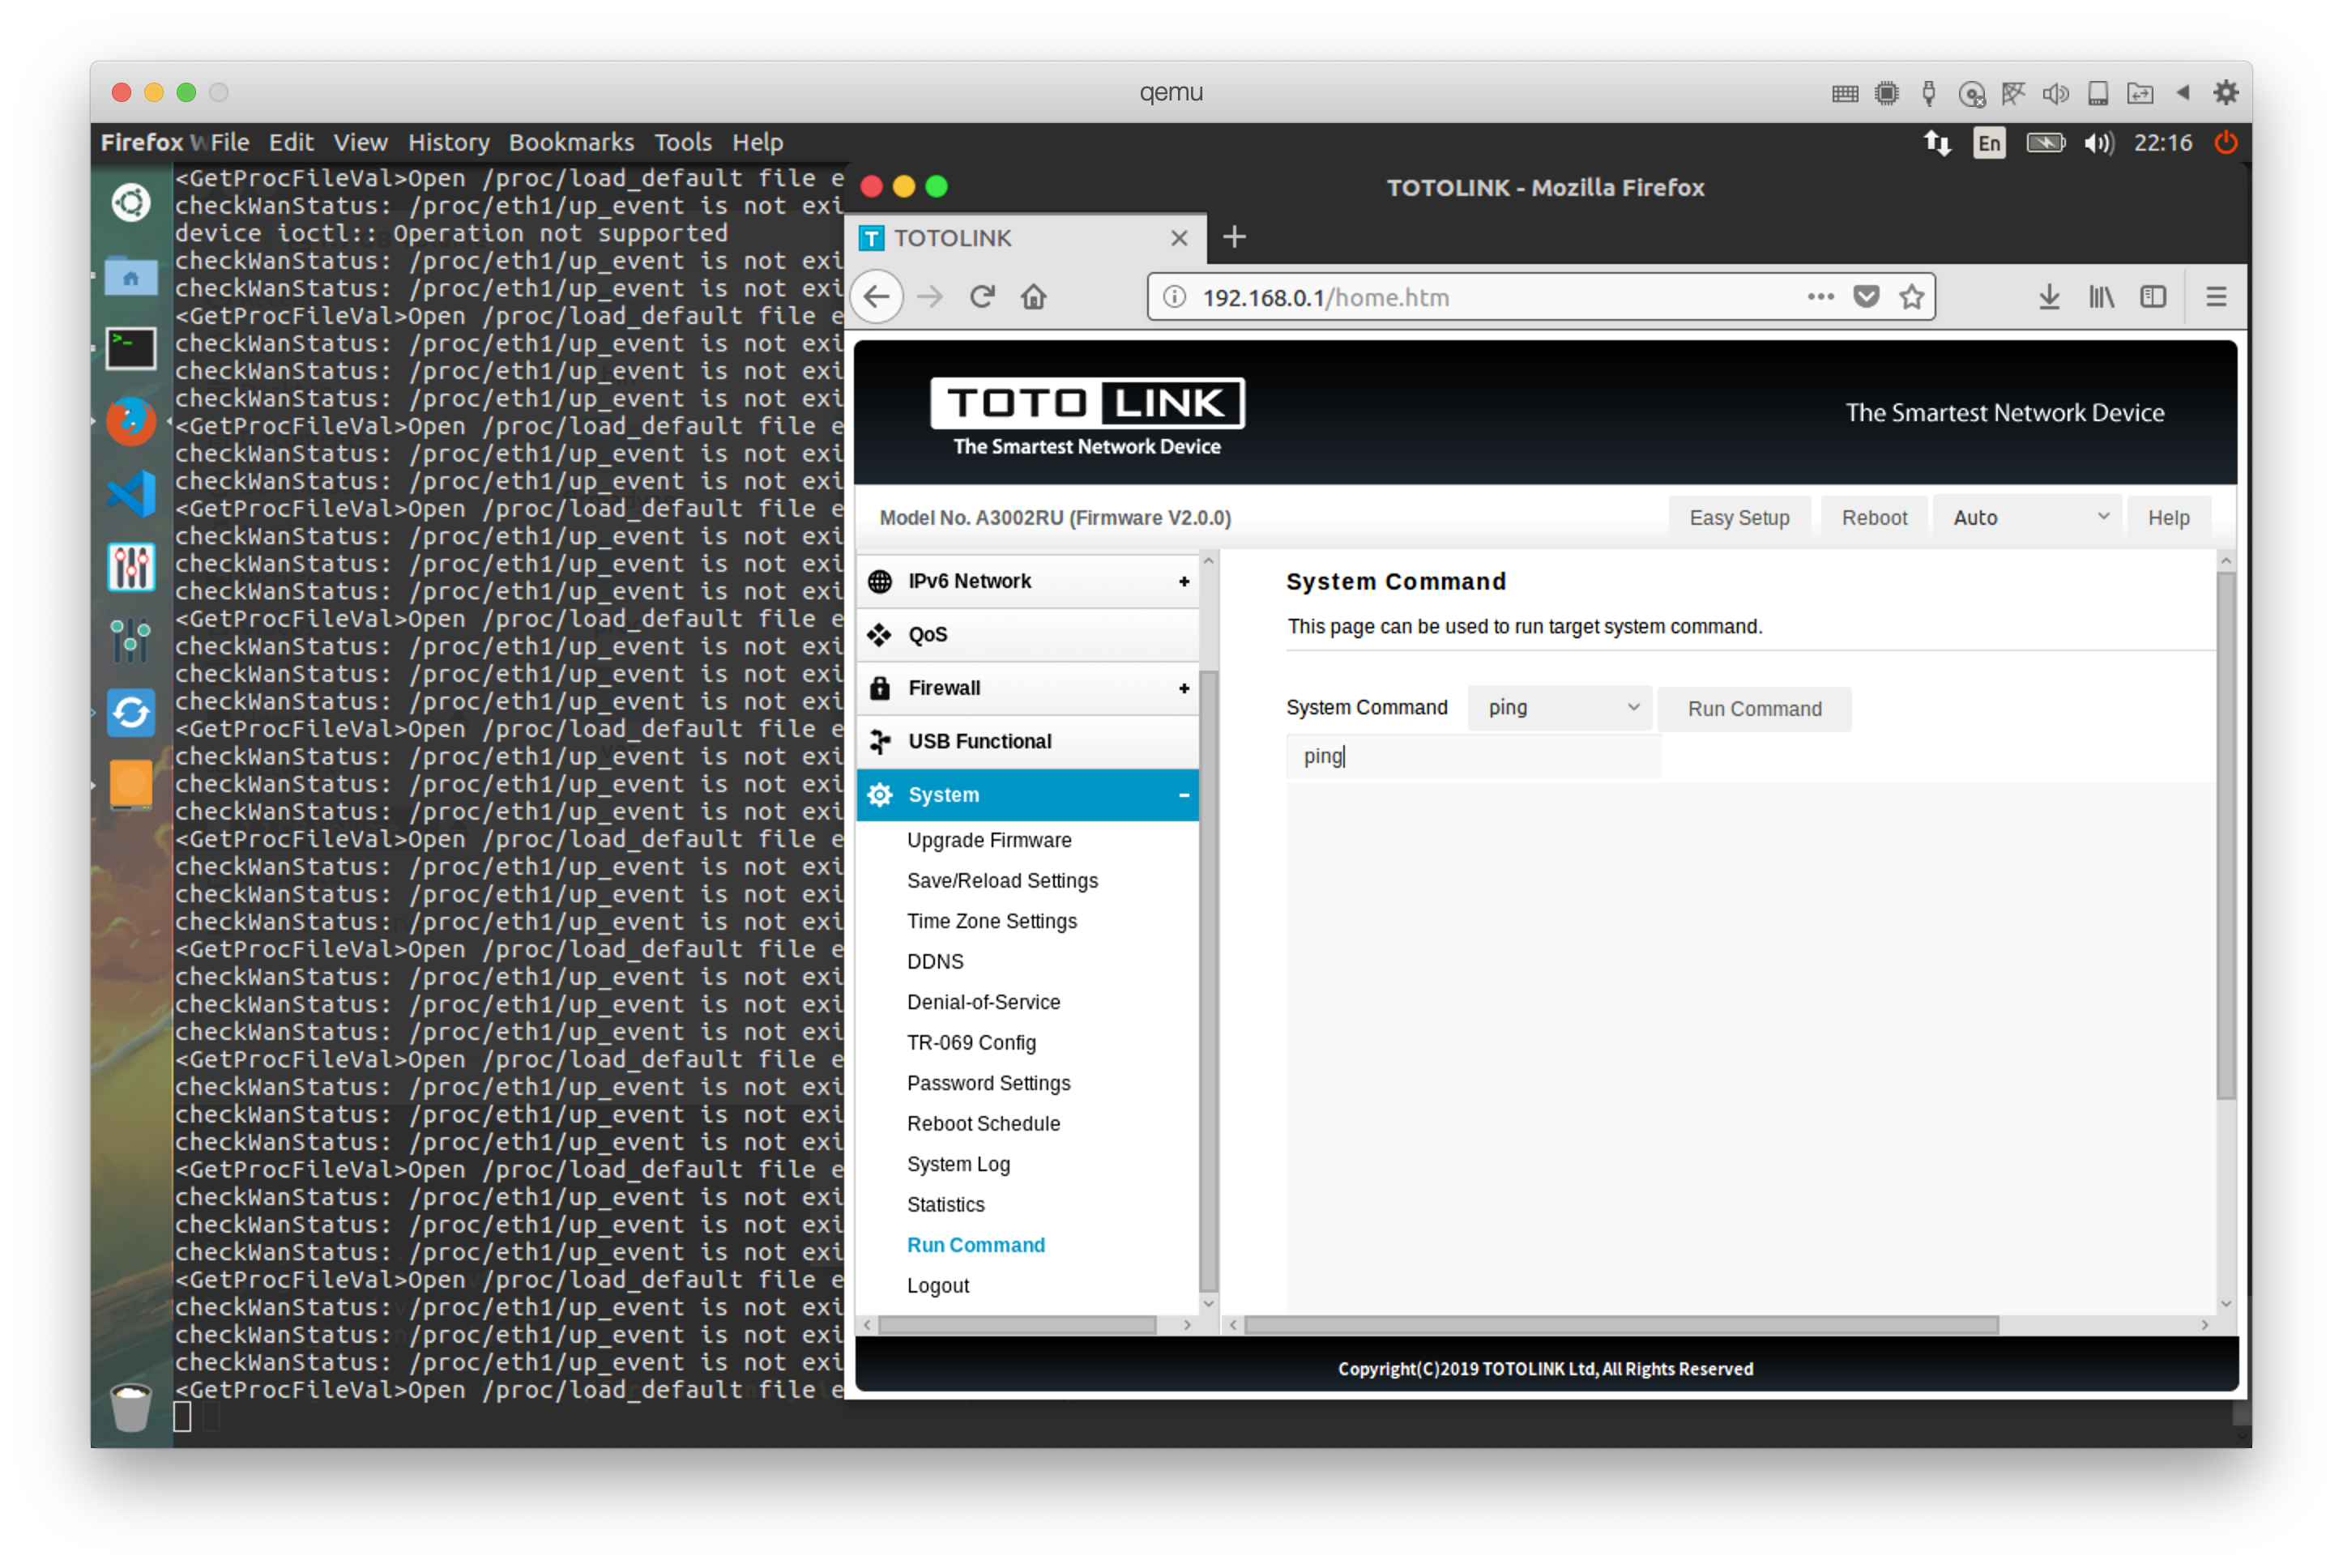 qemu
Firefox W File Edit View History Bookmarks Tools Help
En 22:16
<GetProcFileVal>Open /proc/load_default file e
checkWanStatus: /proc/eth1/up_event is not exi
device ioctl:: Operation not supported
checkWanStatus: /proc/eth1/up_event is not exi
checkWanStatus: /proc/eth1/up_event is not exi
<GetProcFileVal>Open /proc/load_default file e
checkWanStatus: /proc/eth1/up_event is not exi
checkWanStatus: /proc/eth1/up_event is not exi
checkWanStatus: /proc/eth1/up_event is not exi
<GetProcFileVal>Open /proc/load_default file e
checkWanStatus: /proc/eth1/up_event is not exi
checkWanStatus: /proc/eth1/up_event is not exi
<GetProcFileVal>Open /proc/load_default file e
checkWanStatus: /proc/eth1/up_event is not exi
checkWanStatus: /proc/eth1/up_event is not exi
checkWanStatus: /proc/eth1/up_event is not exi
<GetProcFileVal>Open /proc/load_default file e
checkWanStatus: /proc/eth1/up_event is not exi
checkWanStatus: /proc/eth1/up_event is not exi
checkWanStatus: /proc/eth1/up_event is not exi
<GetProcFileVal>Open /proc/load_default file e
checkWanStatus: /proc/eth1/up_event is not exi
checkWanStatus: /proc/eth1/up_event is not exi
checkWanStatus: /proc/eth1/up_event is not exi
<GetProcFileVal>Open /proc/load_default file e
checkWanStatus: /proc/eth1/up_event is not exi
checkWanStatus: /proc/eth1/up_event is not exi
checkWanStatus: /proc/eth1/up_event is not exi
<GetProcFileVal>Open /proc/load_default file e
checkWanStatus: /proc/eth1/up_event is not exi
checkWanStatus: /proc/eth1/up_event is not exi
checkWanStatus: /proc/eth1/up_event is not exi
<GetProcFileVal>Open /proc/load_default file e
checkWanStatus: /proc/eth1/up_event is not exi
checkWanStatus: /proc/eth1/up_event is not exi
checkWanStatus: /proc/eth1/up_event is not exi
<GetProcFileVal>Open /proc/load_default file e
checkWanStatus: /proc/eth1/up_event is not exi
checkWanStatus: /proc/eth1/up_event is not exi
checkWanStatus: /proc/eth1/up_event is not exi
<GetProcFileVal>Open /proc/load_default file e
checkWanStatus: /proc/eth1/up_event is not exi
checkWanStatus: /proc/eth1/up_event is not exi
checkWanStatus: /proc/eth1/up_event is not exi
<GetProcFileVal>Open /proc/load_default file e
TOTOLINK - Mozilla Firefox
TOTOLINK
192.168.0.1/home.htm
TOTO LINK
The Smartest Network Device
The Smartest Network Device
Model No. A3002RU (Firmware V2.0.0)
Easy Setup Reboot Auto Help
IPv6 Network +
QoS
Firewall +
USB Functional
System -
Upgrade Firmware
Save/Reload Settings
Time Zone Settings
DDNS
Denial-of-Service
TR-069 Config
Password Settings
Reboot Schedule
System Log
Statistics
Run Command
Logout
System Command
This page can be used to run target system command.
System Command ping Run Command
ping
Copyright(C)2019 TOTOLINK Ltd, All Rights Reserved